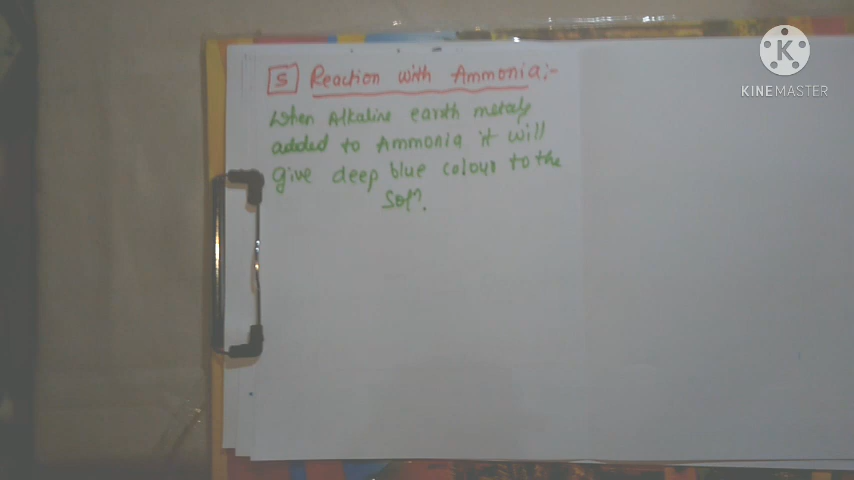 5 Reaction with Ammonia:-
When Alkaline earth metals
added to Ammonia it will
give deep blue colour to the
Solⁿ.
K
KINEMASTER